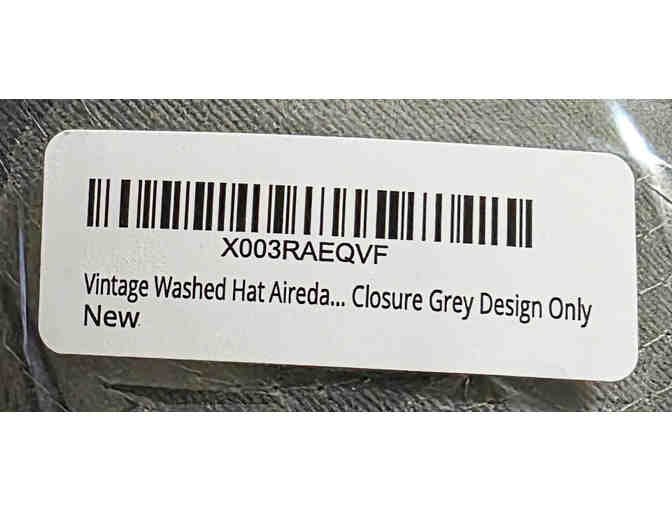 X003RAEQVF
Vintage Washed Hat Aireda... Closure Grey Design Only
New